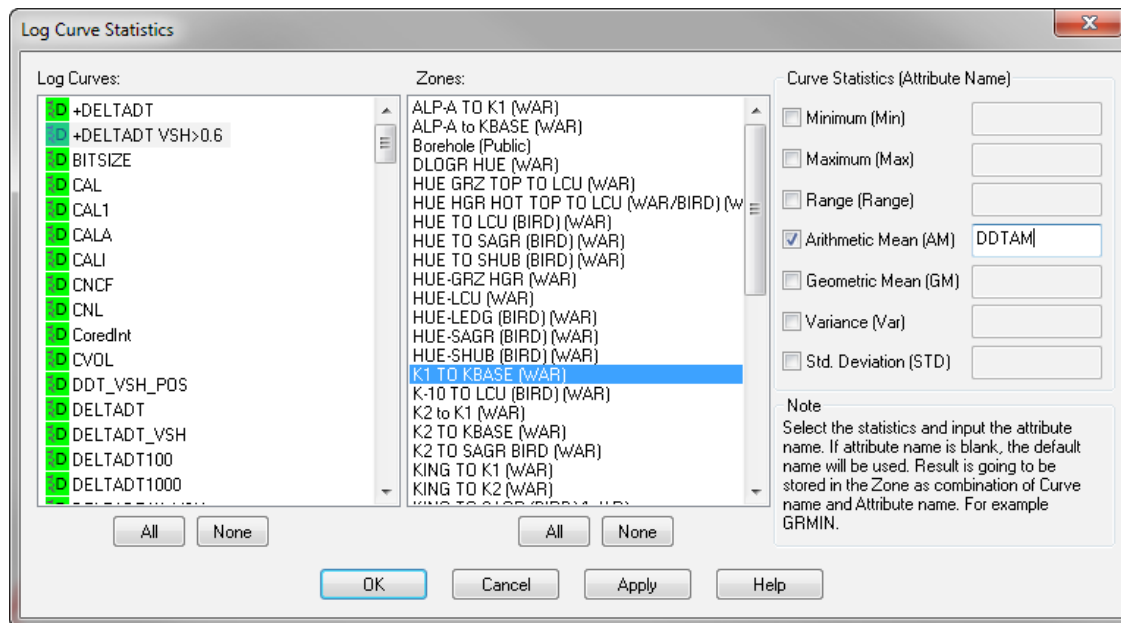 Log Curve Statistics
Log Curves:
+DELTADT
+DELTADT VSH>0.6
BITSIZE
CAL
CAL1
CALA
CALI
CNCF
CNL
CoredInt
CVOL
DDT_VSH_POS
DELTADT
DELTADT_VSH
DELTADT100
DELTADT1000
All
None
Zones:
ALP-A TO K1 (WAR)
ALP-A to KBASE (WAR)
Borehole (Public)
DLOGR HUE (WAR)
HUE GRZ TOP TO LCU (WAR)
HUE HGR HOT TOP TO LCU (WAR/BIRD) (W
HUE TO LCU (BIRD) (WAR)
HUE TO SAGR (BIRD) (WAR)
HUE TO SHUB (BIRD) (WAR)
HUE-GRZ HGR (WAR)
HUE-LCU (WAR)
HUE-LEDG (BIRD) (WAR)
HUE-SAGR (BIRD) (WAR)
HUE-SHUB (BIRD) (WAR)
K1 TO KBASE (WAR)
K-10 TO LCU (BIRD) (WAR)
K2 to K1 (WAR)
K2 TO KBASE (WAR)
K2 TO SAGR BIRD (WAR)
KING TO K1 (WAR)
KING TO K2 (WAR)
All
None
Curve Statistics (Attribute Name)
Minimum (Min)
Maximum (Max)
Range (Range)
Arithmetic Mean (AM) DDTAM
Geometric Mean (GM)
Variance (Var)
Std. Deviation (STD)
Note
Select the statistics and input the attribute
name. If attribute name is blank, the default
name will be used. Result is going to be
stored in the Zone as combination of Curve
name and Attribute name. For example
GRMIN.
OK
Cancel
Apply
Help